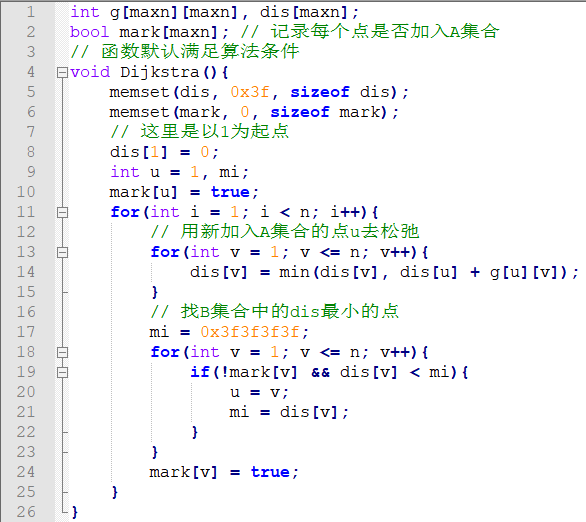 1 int g[maxn][maxn], dis[maxn];
2 bool mark[maxn]; // 记录每个点是否加入A集合
3 // 函数默认满足算法条件
4 void Dijkstra(){
5     memset(dis, 0x3f, sizeof dis);
6     memset(mark, 0, sizeof mark);
7     // 这里是以1为起点
8     dis[1] = 0;
9     int u = 1, mi;
10     mark[u] = true;
11     for(int i = 1; i < n; i++){
12         // 用新加入A集合的点u去松弛
13         for(int v = 1; v <= n; v++){
14             dis[v] = min(dis[v], dis[u] + g[u][v]);
15         }
16         // 找B集合中的dis最小的点
17         mi = 0x3f3f3f3f;
18         for(int v = 1; v <= n; v++){
19             if(!mark[v] && dis[v] < mi){
20                 u = v;
21                 mi = dis[v];
22             }
23         }
24         mark[v] = true;
25     }
26 }